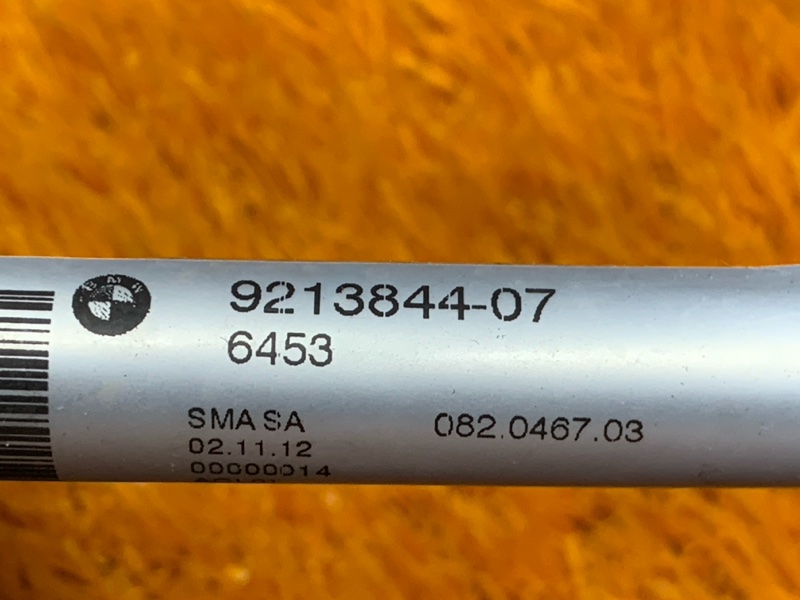 BMW
9213844-07
6453
SMA SA
082.0467.03
02.11.12
00000014